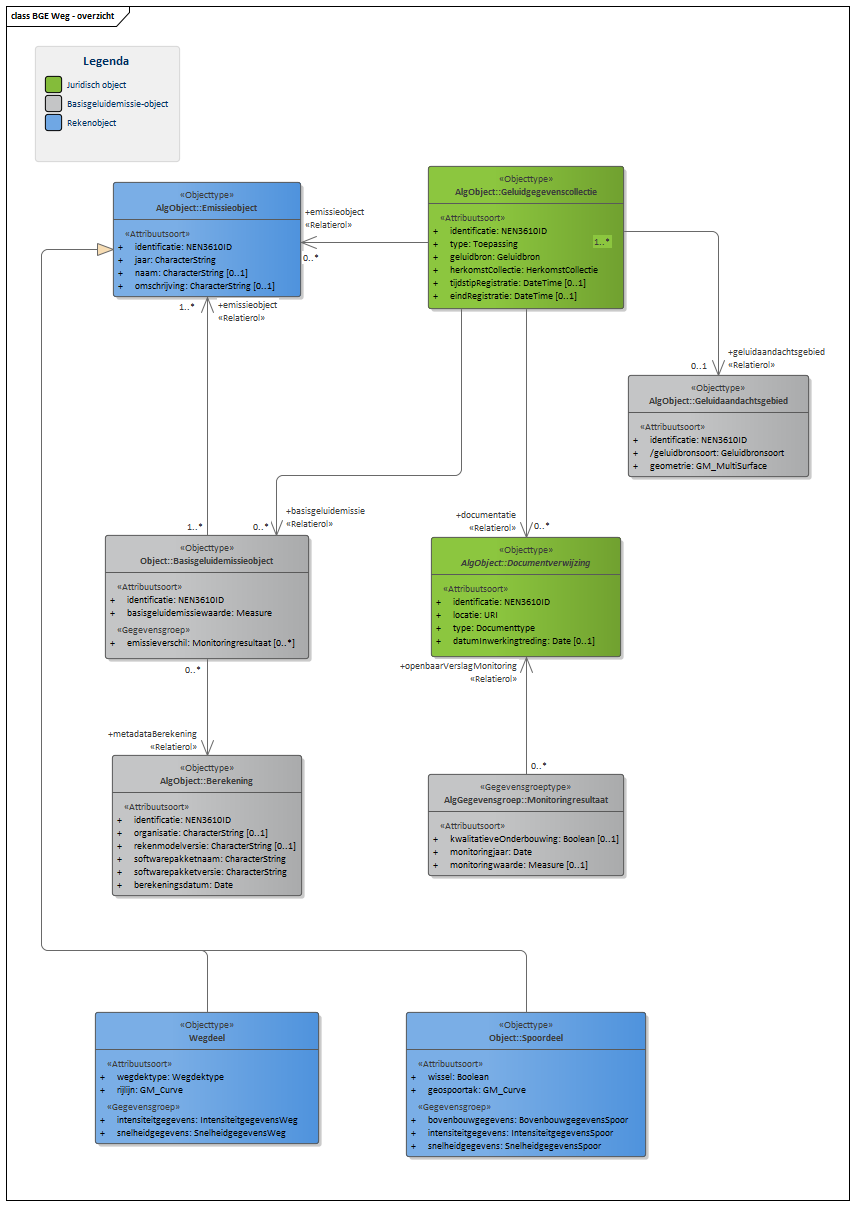 class BGE Weg - overzicht
Legenda
Juridisch object
Basisgeluidemissie-object
Rekenobject
«Objecttype»
AlgObject::Emissieobject
«Attribuutsoort»
+ identificatie: NEN3610ID
+ jaar: CharacterString
+ naam: CharacterString [0..1]
+ omschrijving: CharacterString [0..1]
+emissieobject
«Relatierol»
0..*
«Objecttype»
AlgObject::Geluidgegevenscollectie
«Attribuutsoort»
+ identificatie: NEN3610ID
+ type: Toepassing
+ geluidbron: Geluidbron
+ herkomstCollectie: HerkomstCollectie
+ tijdstipRegistratie: DateTime [0..1]
+ eindRegistratie: DateTime [0..1]
1..*
1..*
+emissieobject
«Relatierol»
+geluidaandachtsgebied
0..1
«Relatierol»
«Objecttype»
AlgObject::Geluidaandachtsgebied
«Attribuutsoort»
+ identificatie: NEN3610ID
+ /geluidbronsoort: Geluidbronsoort
+ geometrie: GM_MultiSurface
1..*
0..*
+basisgeluidemissie
«Relatierol»
+documentatie
«Relatierol»
0..*
«Objecttype»
Object::Basisgeluidemissieobject
«Attribuutsoort»
+ identificatie: NEN3610ID
+ basisgeluidemissiewaarde: Measure
«Gegevensgroep»
+ emissieverschil: Monitoringresultaat [0..*]
«Objecttype»
AlgObject::Documentverwijzing
«Attribuutsoort»
+ identificatie: NEN3610ID
+ locatie: URI
+ type: Documenttype
+ datumInwerkingtreding: Date [0..1]
0..*
+openbaarVerslagMonitoring
«Relatierol»
+metadataBerekening
«Relatierol»
0..*
«Objecttype»
AlgObject::Berekening
«Attribuutsoort»
+ identificatie: NEN3610ID
+ organisatie: CharacterString [0..1]
+ rekenmodelversie: CharacterString [0..1]
+ softwarepakketnaam: CharacterString
+ softwarepakketversie: CharacterString
+ berekeningsdatum: Date
«Gegevensgroeptype»
AlgGegevensgroep::Monitoringresultaat
«Attribuutsoort»
+ kwalitatieveOnderbouwing: Boolean [0..1]
+ monitoringjaar: Date
+ monitoringwaarde: Measure [0..1]
«Objecttype»
Wegdeel
«Attribuutsoort»
+ wegdektype: Wegdektype
+ rijlijn: GM_Curve
«Gegevensgroep»
+ intensiteitgegevens: IntensiteitgegevensWeg
+ snelheidgegevens: SnelheidgegevensWeg
«Objecttype»
Object::Spoordeel
«Attribuutsoort»
+ wissel: Boolean
+ geospoortak: GM_Curve
«Gegevensgroep»
+ bovenbouwgegevens: BovenbouwgegevensSpoor
+ intensiteitgegevens: IntensiteitgegevensSpoor
+ snelheidgegevens: SnelheidgegevensSpoor